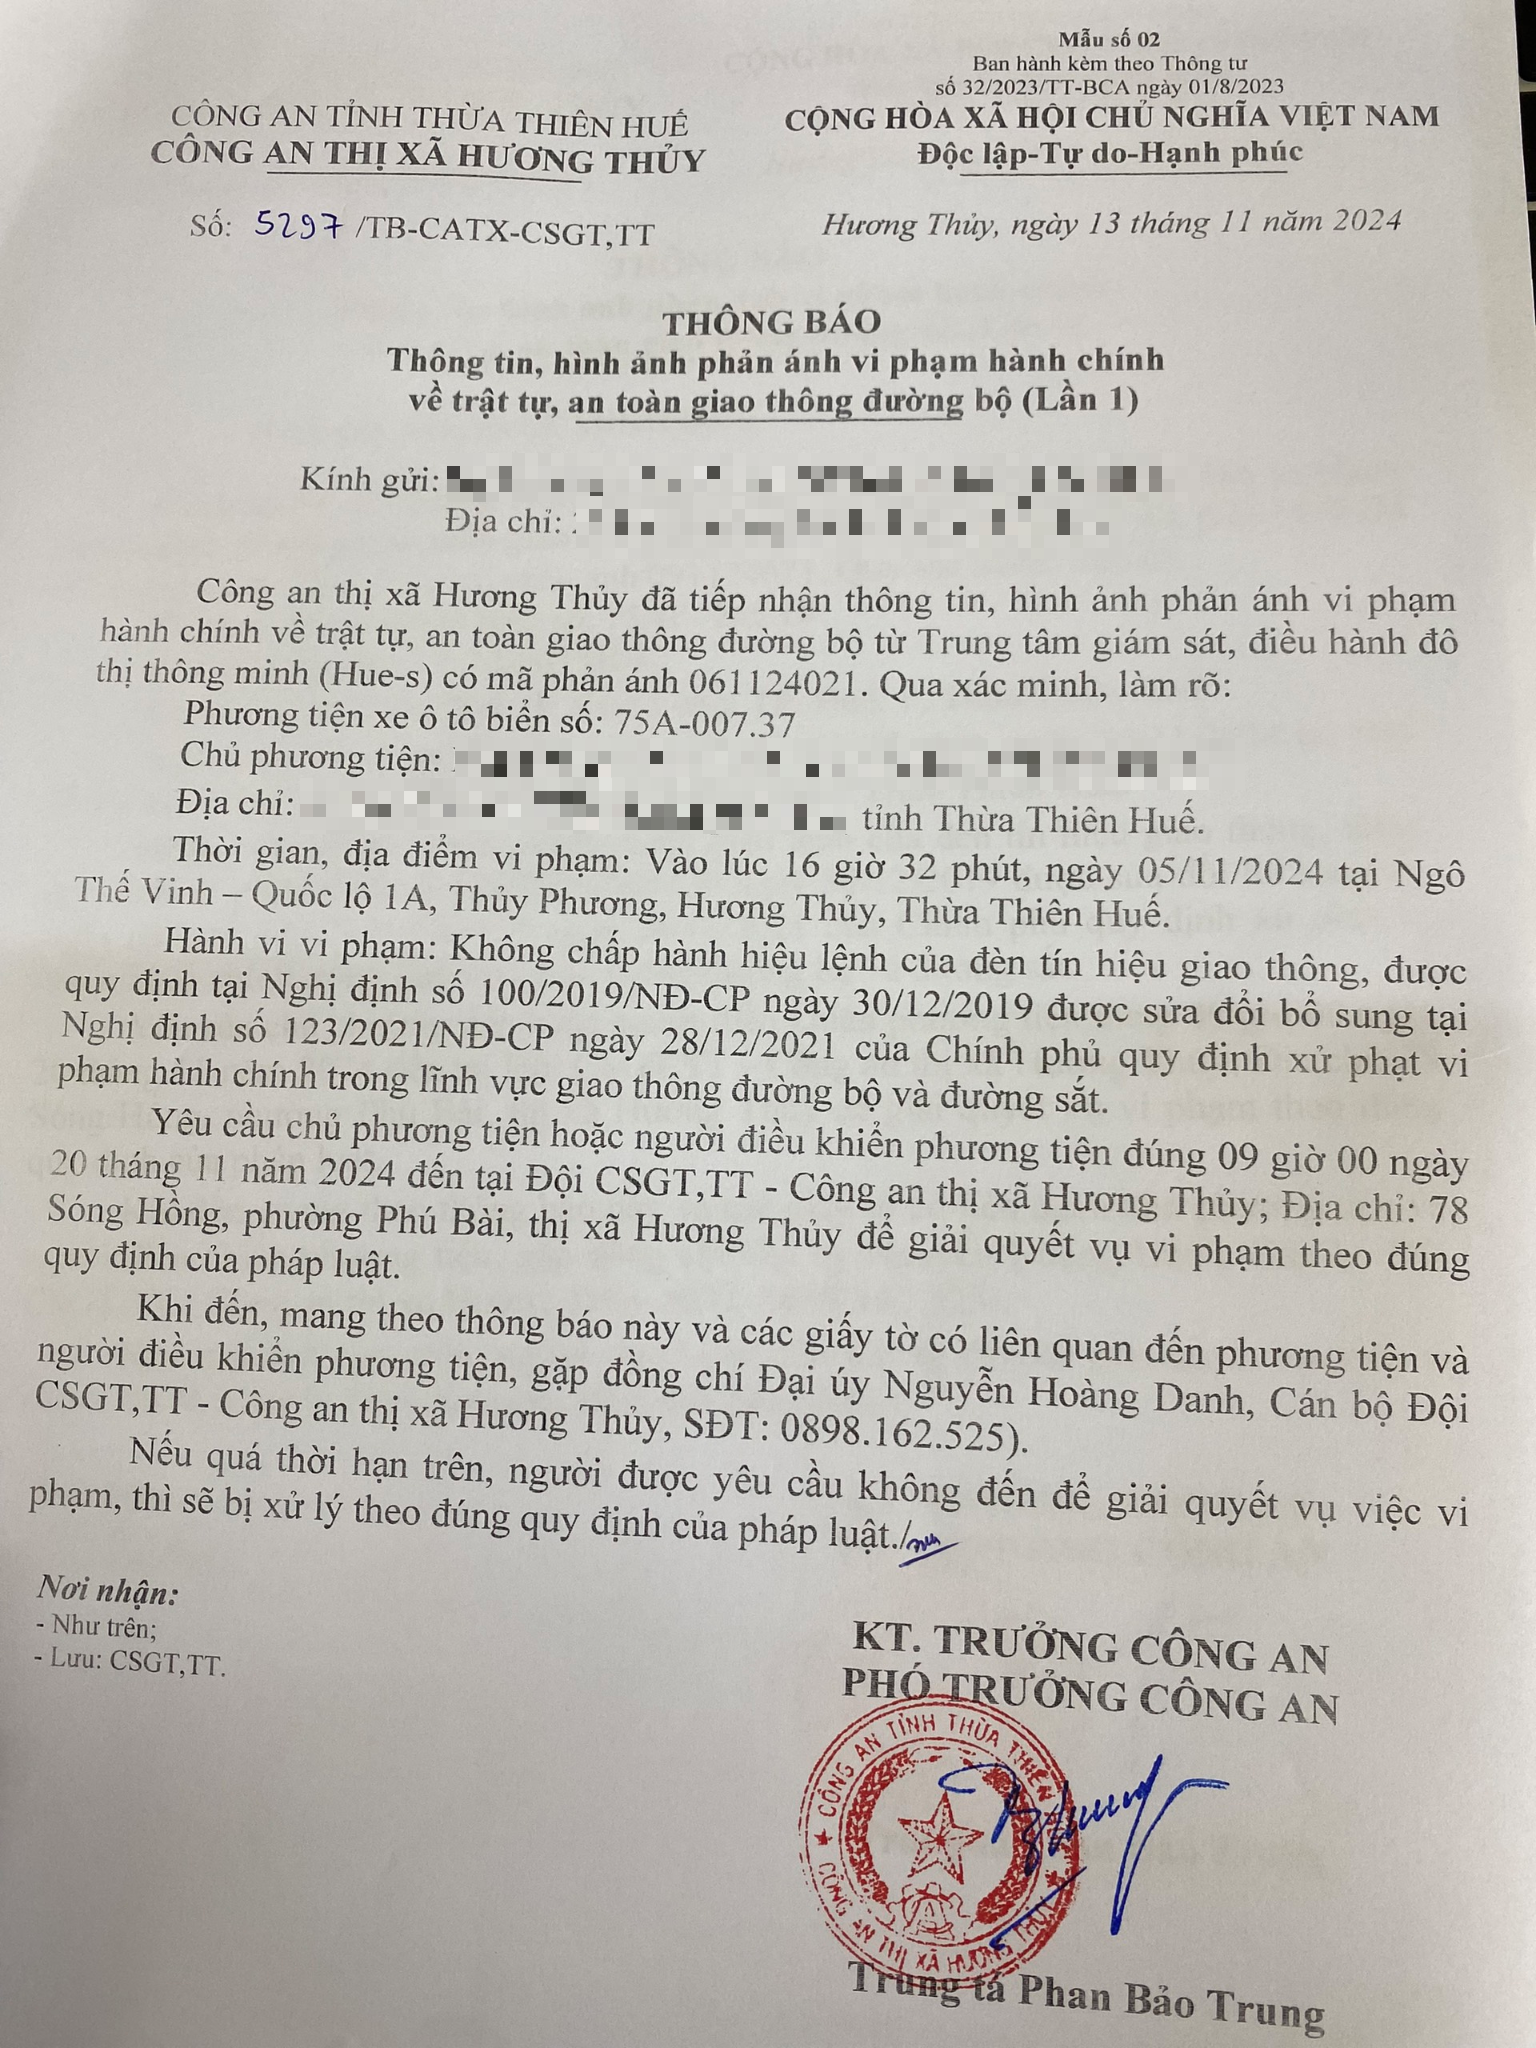 Mẫu số 02
Ban hành kèm theo Thông tư
số 32/2023/TT-BCA ngày 01/8/2023
CÔNG AN TỈNH THỪA THIÊN HUẾ
CÔNG AN THỊ XÃ HƯƠNG THỦY
CỘNG HÒA XÃ HỘI CHỦ NGHĨA VIỆT NAM
Độc lập-Tự do-Hạnh phúc
Số: 5297 /TB-CATX-CSGT,TT
Hương Thủy, ngày 13 tháng 11 năm 2024
THÔNG BÁO
Thông tin, hình ảnh phản ánh vi phạm hành chính
về trật tự, an toàn giao thông đường bộ (Lần 1)
Kính gửi:
Địa chỉ:
Công an thị xã Hương Thủy đã tiếp nhận thông tin, hình ảnh phản ánh vi phạm
hành chính về trật tự, an toàn giao thông đường bộ từ Trung tâm giám sát, điều hành đô
thị thông minh (Hue-s) có mã phản ánh 061124021. Qua xác minh, làm rõ:
Phương tiện xe ô tô biển số: 75A-007.37
Chủ phương tiện:
Địa chỉ: tỉnh Thừa Thiên Huế.
Thời gian, địa điểm vi phạm: Vào lúc 16 giờ 32 phút, ngày 05/11/2024 tại Ngô
Thế Vinh – Quốc lộ 1A, Thủy Phương, Hương Thủy, Thừa Thiên Huế.
Hành vi vi phạm: Không chấp hành hiệu lệnh của đèn tín hiệu giao thông, được
quy định tại Nghị định số 100/2019/NĐ-CP ngày 30/12/2019 được sửa đổi bổ sung tại
Nghị định số 123/2021/NĐ-CP ngày 28/12/2021 của Chính phủ quy định xử phạt vi
phạm hành chính trong lĩnh vực giao thông đường bộ và đường sắt.
Yêu cầu chủ phương tiện hoặc người điều khiển phương tiện đúng 09 giờ 00 ngày
20 tháng 11 năm 2024 đến tại Đội CSGT,TT - Công an thị xã Hương Thủy; Địa chỉ: 78
Sóng Hồng, phường Phú Bài, thị xã Hương Thủy để giải quyết vụ vi phạm theo đúng
quy định của pháp luật.
Khi đến, mang theo thông báo này và các giấy tờ có liên quan đến phương tiện và
người điều khiển phương tiện, gặp đồng chí Đại úy Nguyễn Hoàng Danh, Cán bộ Đội
CSGT,TT - Công an thị xã Hương Thủy, SĐT: 0898.162.525).
Nếu quá thời hạn trên, người được yêu cầu không đến để giải quyết vụ việc vi
phạm, thì sẽ bị xử lý theo đúng quy định của pháp luật./
Nơi nhận:
- Như trên;
- Lưu: CSGT,TT.
KT. TRƯỞNG CÔNG AN
PHÓ TRƯỞNG CÔNG AN
CÔNG AN TỈNH THỪA THIÊN
CÔNG AN THỊ XÃ HƯƠNG THỦY
Trung tá Phan Bảo Trung